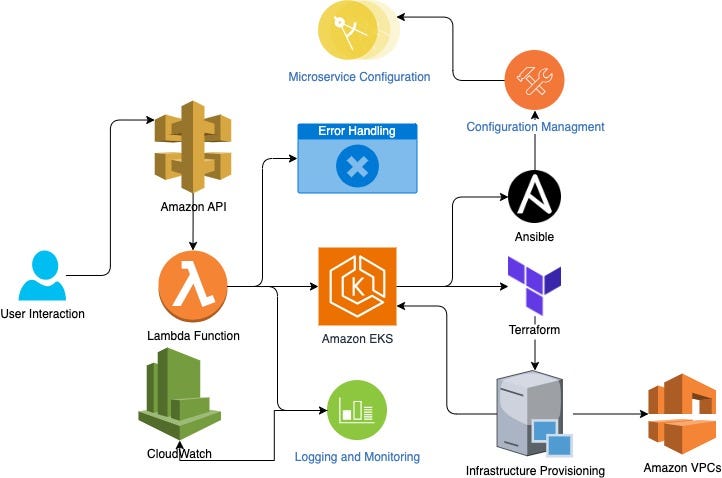 Microservice Configuration
Configuration Managment
Error Handling
Amazon API
Ansible
User Interaction
Lambda Function
K
Amazon EKS
Terraform
CloudWatch
Logging and Monitoring
Infrastructure Provisioning
Amazon VPCs